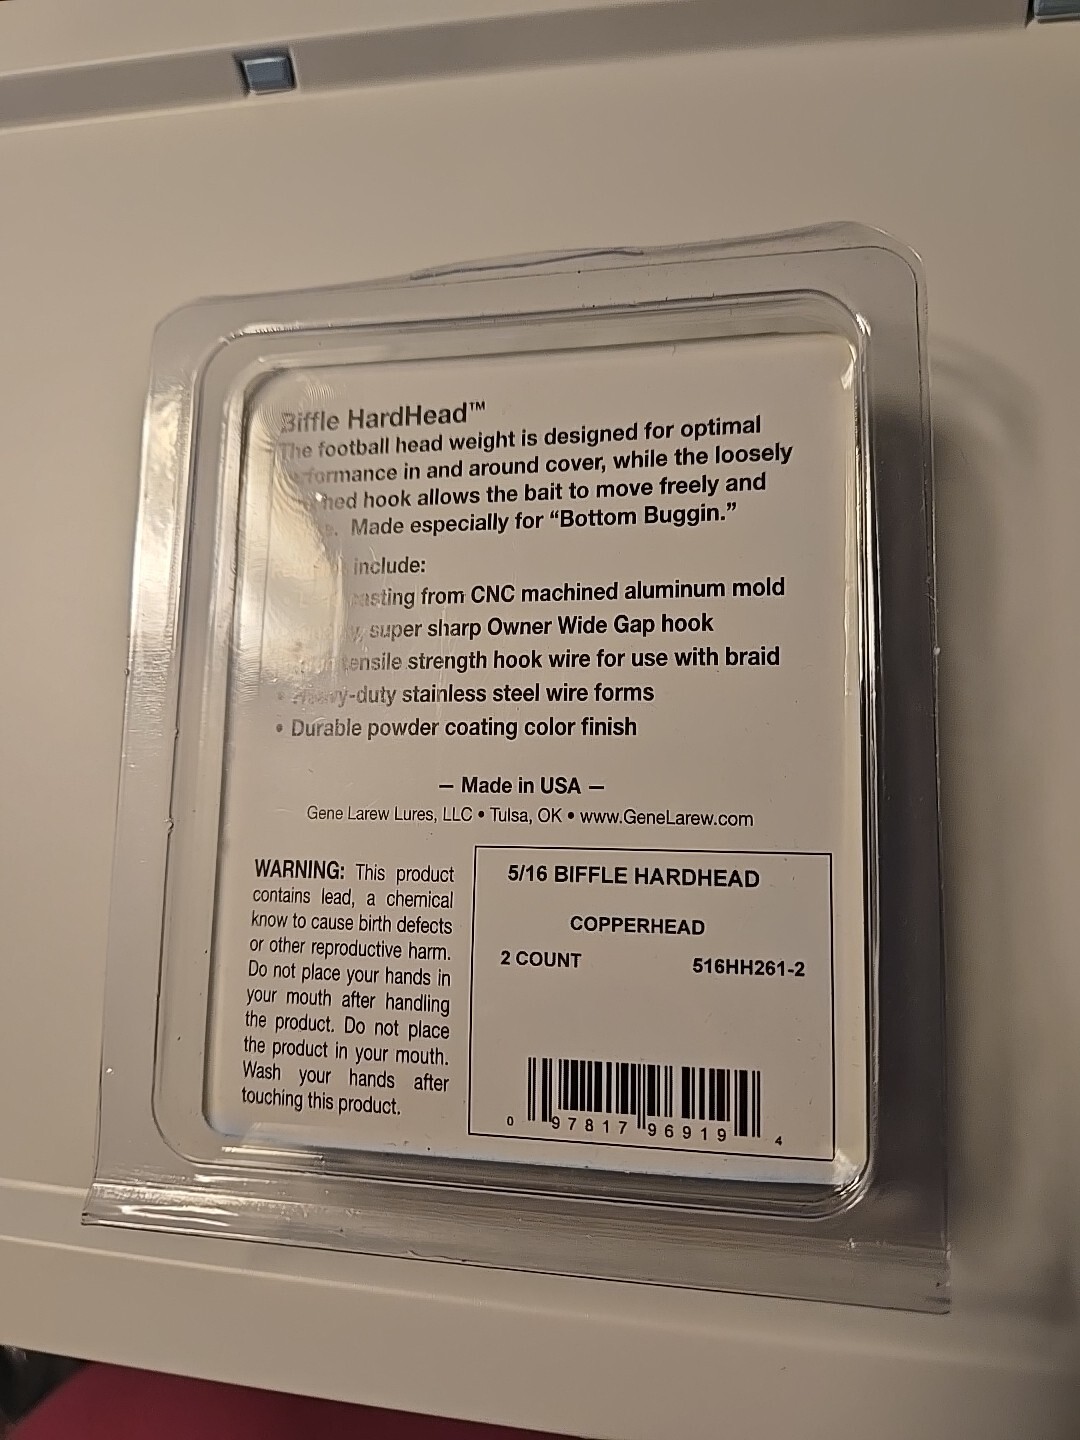 Biffle HardHead™
The football head weight is designed for optimal
performance in and around cover, while the loosely
hook allows the bait to move freely and
Made especially for “Bottom Buggin.”
include:
casting from CNC machined aluminum mold
super sharp Owner Wide Gap hook
tensile strength hook wire for use with braid
• Heavy-duty stainless steel wire forms
• Durable powder coating color finish
– Made in USA –
Gene Larew Lures, LLC • Tulsa, OK • www.GeneLarew.com
WARNING: This product
contains lead, a chemical
know to cause birth defects
or other reproductive harm.
Do not place your hands in
your mouth after handling
the product. Do not place
the product in your mouth.
Wash your hands after
touching this product.
5/16 BIFFLE HARDHEAD
COPPERHEAD
2 COUNT 516HH261-2
0 97817 96919 4